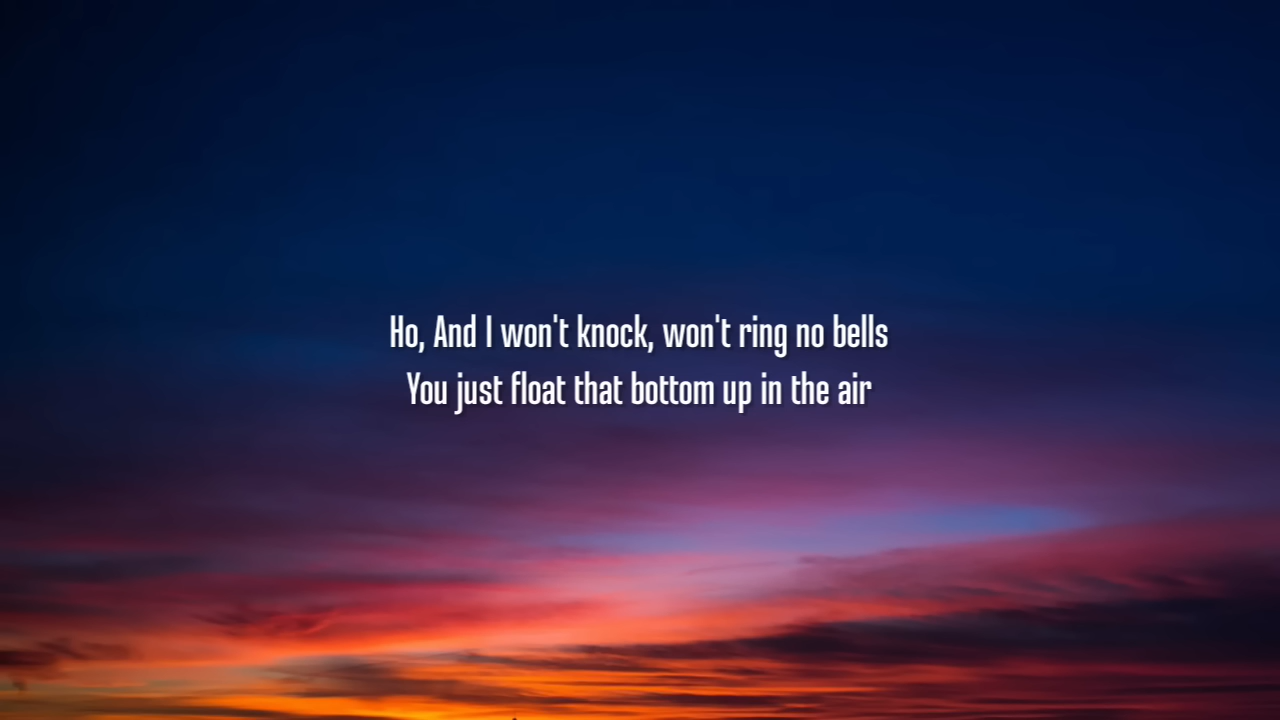 Ho, And I won't knock, won't ring no bells
You just float that bottom up in the air